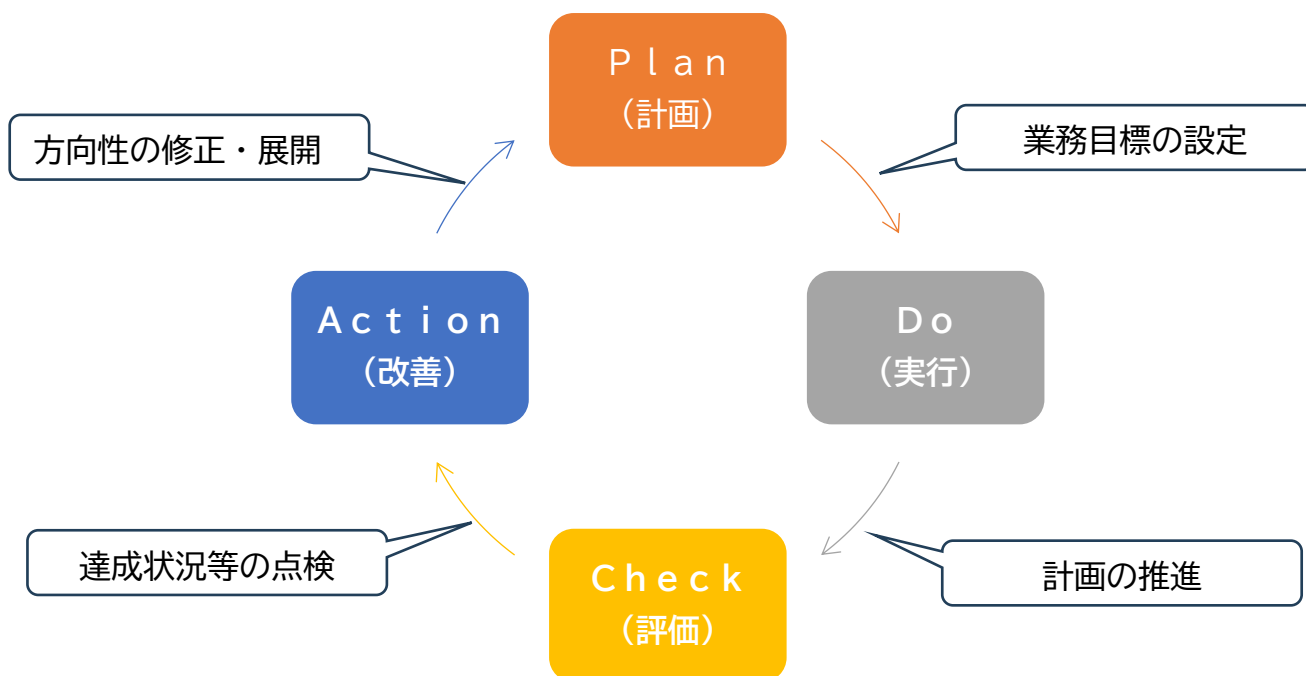 Ｐｌａｎ
（計画）
方向性の修正・展開
業務目標の設定
Ａｃｔｉｏｎ
（改善）
Ｄｏ
（実行）
達成状況等の点検
Ｃｈｅｃｋ
（評価）
計画の推進